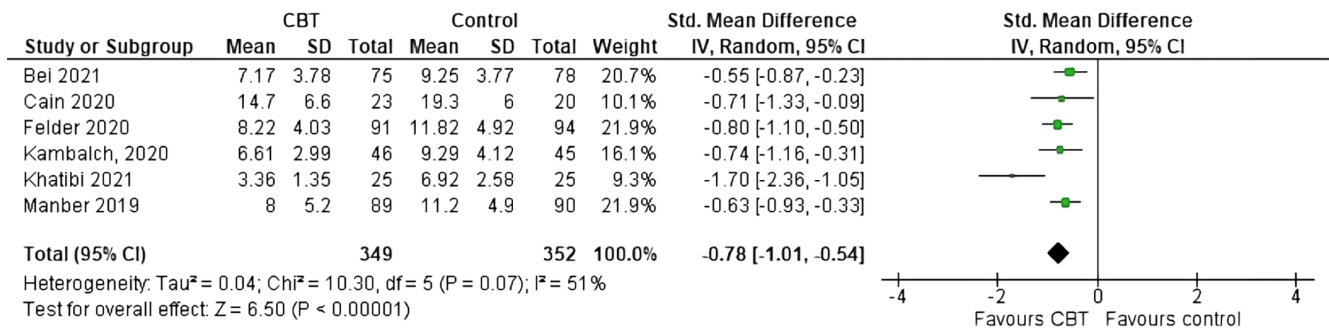 CBT Control Std. Mean Difference Std. Mean Difference
Study or Subgroup Mean SD Total Mean SD Total Weight IV, Random, 95% CI IV, Random, 95% CI
Bei 2021 7.17 3.78 75 9.25 3.77 78 20.7% -0.55 [-0.87, -0.23]
Cain 2020 14.7 6.6 23 19.3 6 20 10.1% -0.71 [-1.33, -0.09]
Felder 2020 8.22 4.03 91 11.82 4.92 94 21.9% -0.80 [-1.10, -0.50]
Kambalch, 2020 6.61 2.99 46 9.29 4.12 45 16.1% -0.74 [-1.16, -0.31]
Khatibi 2021 3.36 1.35 25 6.92 2.58 25 9.3% -1.70 [-2.36, -1.05]
Manber 2019 8 5.2 89 11.2 4.9 90 21.9% -0.63 [-0.93, -0.33]
Total (95% CI) 349 352 100.0% -0.78 [-1.01, -0.54]
Heterogeneity: Tau² = 0.04; Chi² = 10.30, df = 5 (P = 0.07); I² = 51%
Test for overall effect: Z = 6.50 (P < 0.00001)
-4 -2 0 2 4
Favours CBT Favours control